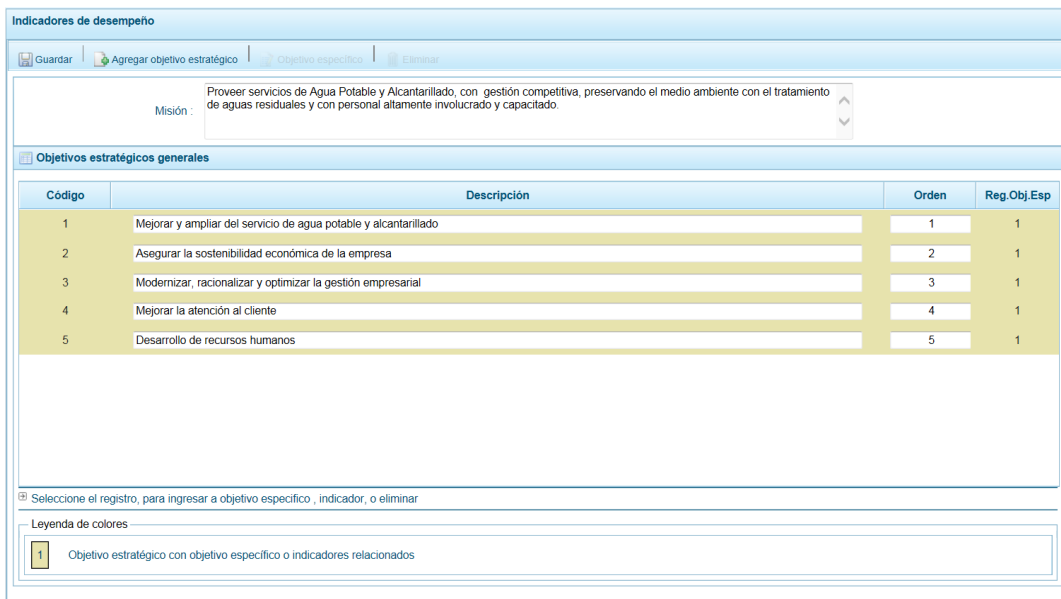 Indicadores de desempeño
Guardar Agregar objetivo estratégico Objetivo específico Eliminar
Misión : Proveer servicios de Agua Potable y Alcantarillado, con gestión competitiva, preservando el medio ambiente con el tratamiento
de aguas residuales y con personal altamente involucrado y capacitado.
Objetivos estratégicos generales
Código Descripción Orden Reg.Obj.Esp
1 Mejorar y ampliar del servicio de agua potable y alcantarillado 1 1
2 Asegurar la sostenibilidad económica de la empresa 2 1
3 Modernizar, racionalizar y optimizar la gestión empresarial 3 1
4 Mejorar la atención al cliente 4 1
5 Desarrollo de recursos humanos 5 1
Seleccione el registro, para ingresar a objetivo especifico , indicador, o eliminar
Leyenda de colores
1 Objetivo estratégico con objetivo específico o indicadores relacionados